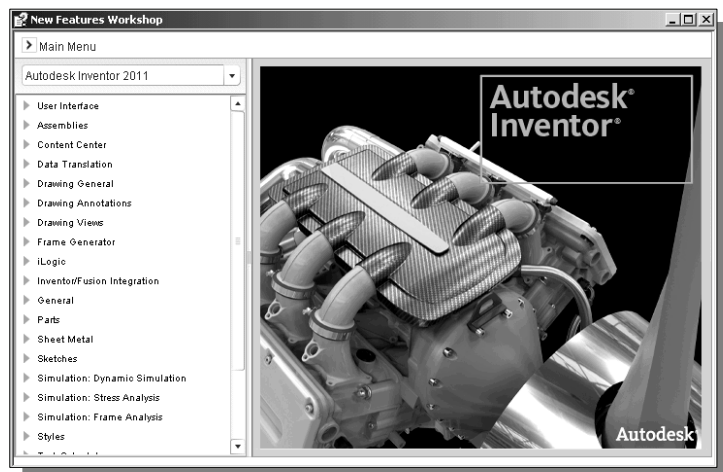 New Features Workshop
Main Menu
Autodesk Inventor 2011
User Interface
Assemblies
Content Center
Data Translation
Drawing General
Drawing Annotations
Drawing Views
Frame Generator
iLogic
Inventor/Fusion Integration
General
Parts
Sheet Metal
Sketches
Simulation: Dynamic Simulation
Simulation: Stress Analysis
Simulation: Frame Analysis
Styles
Autodesk®
Inventor®
Autodesk